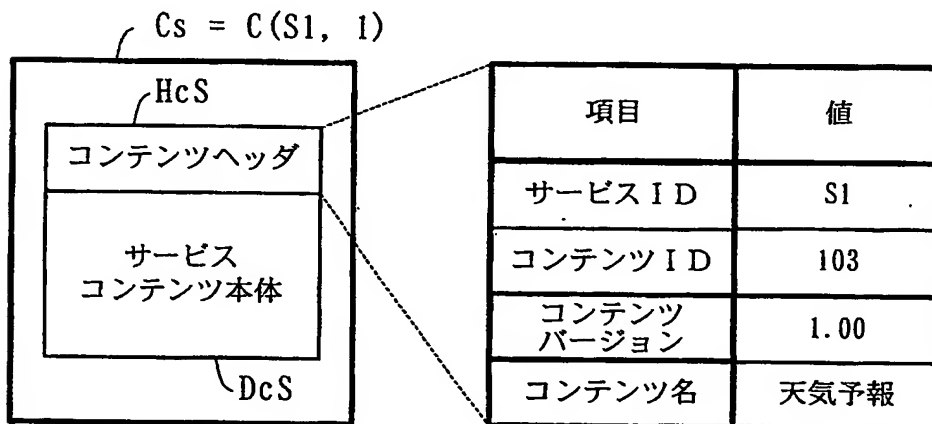 Cs = C(S1, 1)
HcS
コンテンツヘッダ
サービス
コンテンツ本体
DcS
項目 値
サービスＩＤ S1
コンテンツＩＤ 103
コンテンツ
バージョン 1.00
コンテンツ名 天気予報